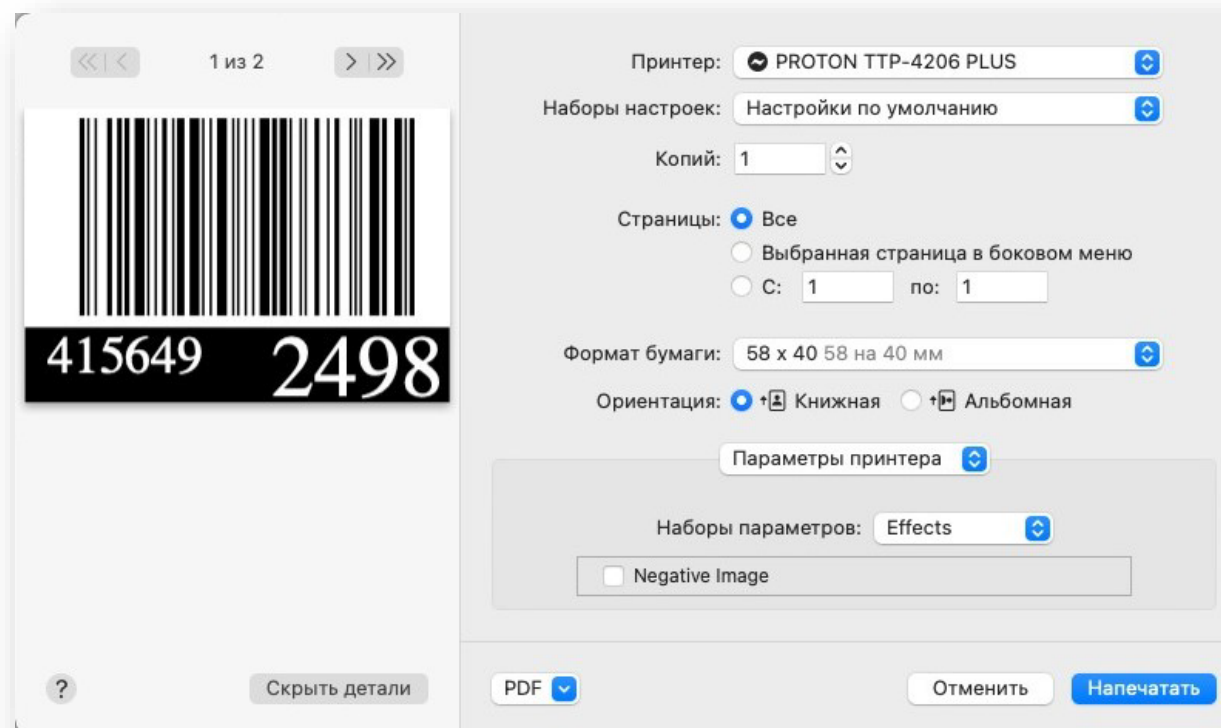 1 из 2
415649 2498
? Скрыть детали
Принтер: PROTON TTP-4206 PLUS
Наборы настроек: Настройки по умолчанию
Копий: 1
Страницы: Все
Выбранная страница в боковом меню
С: 1 по: 1
Формат бумаги: 58 x 40 58 на 40 мм
Ориентация: Книжная Альбомная
Параметры принтера
Наборы параметров: Effects
Negative Image
PDF Отменить Напечатать